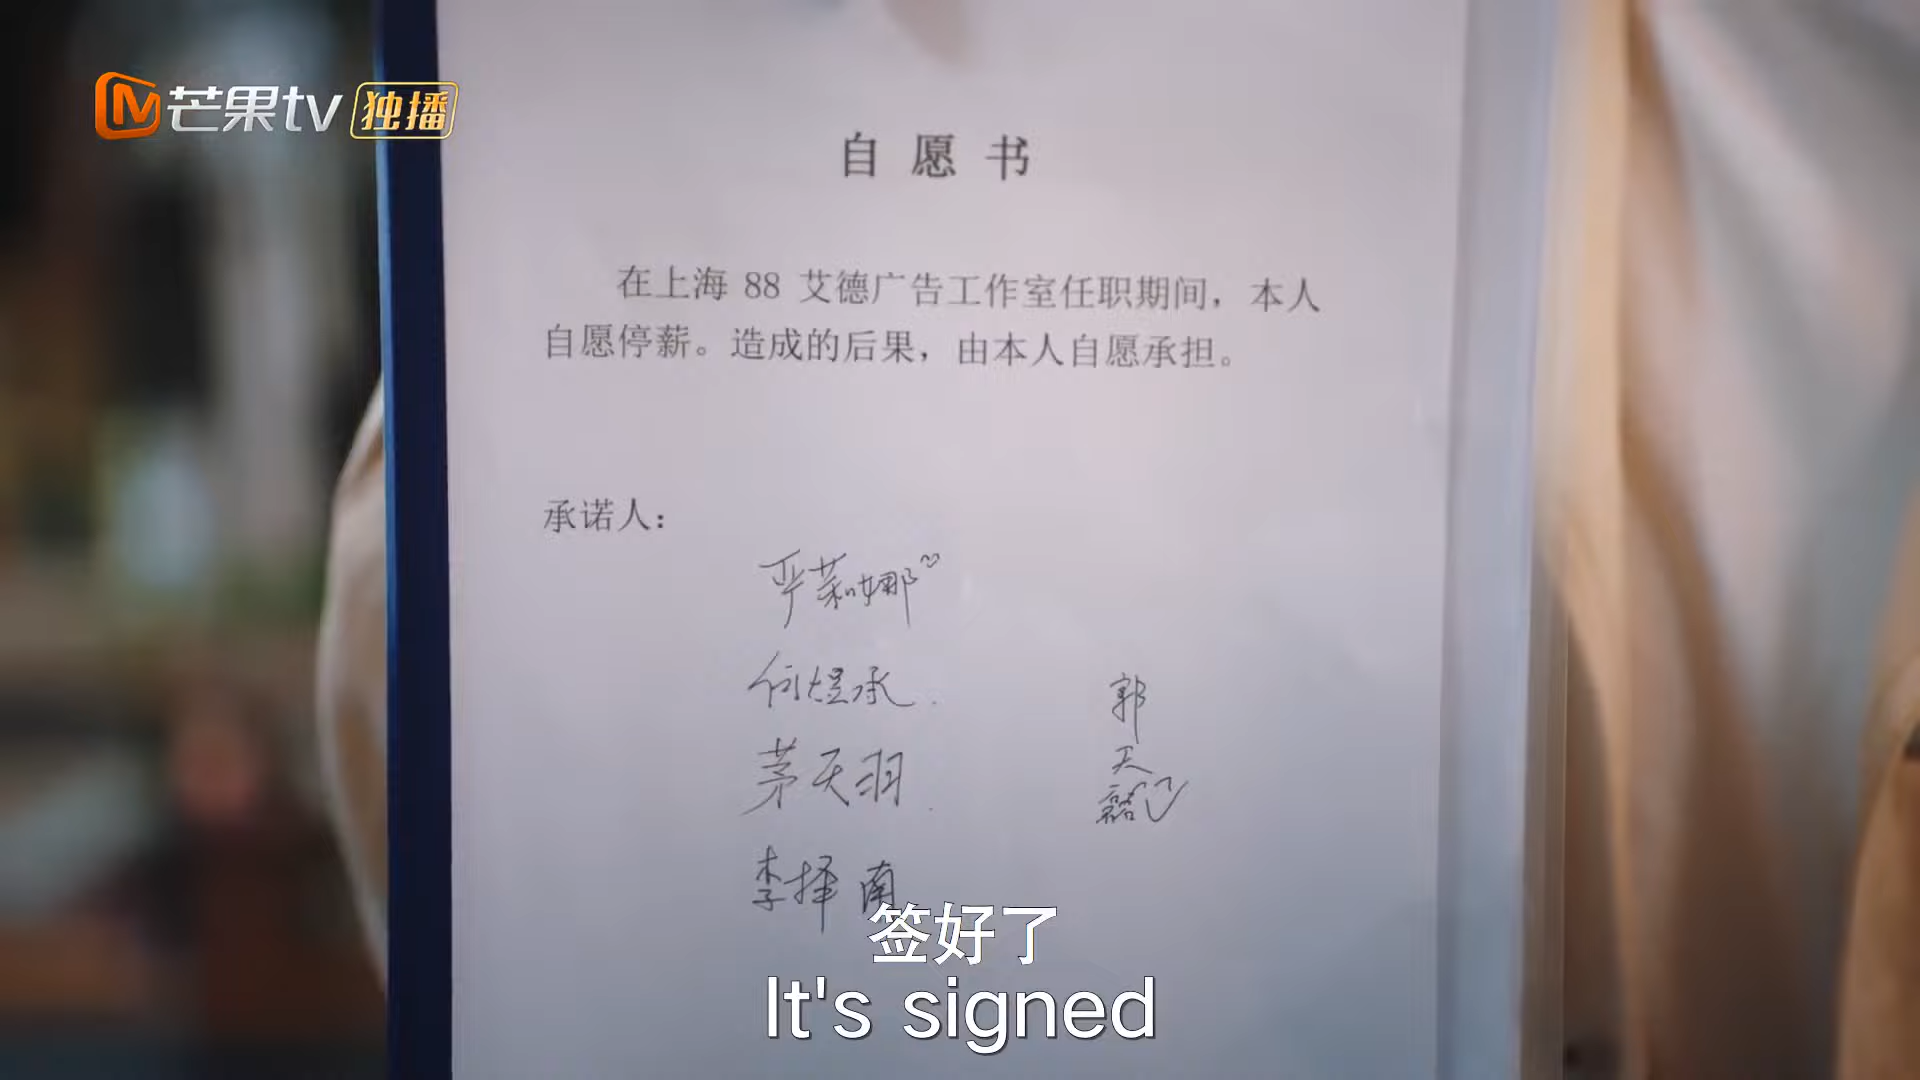 芒果tv 独播
自愿书
在上海 88 艾德广告工作室任职期间，本人
自愿停薪。造成的后果，由本人自愿承担。
承诺人：
严莉娜
何煜承
茅天羽
李择南
郭
天
签好了
It's signed